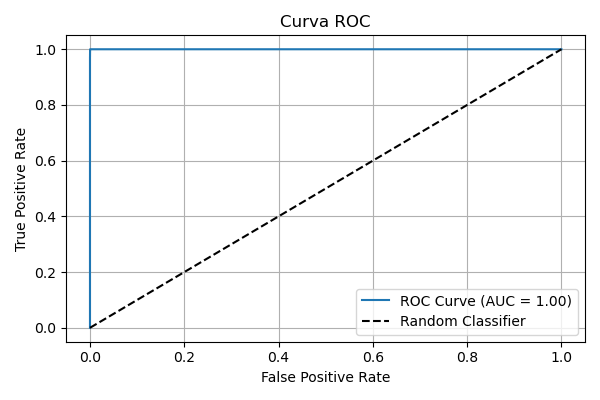 Curva ROC
True Positive Rate
1.0
0.8
0.6
0.4
0.2
0.0
0.0 0.2 0.4 0.6 0.8 1.0
False Positive Rate
ROC Curve (AUC = 1.00)
Random Classifier